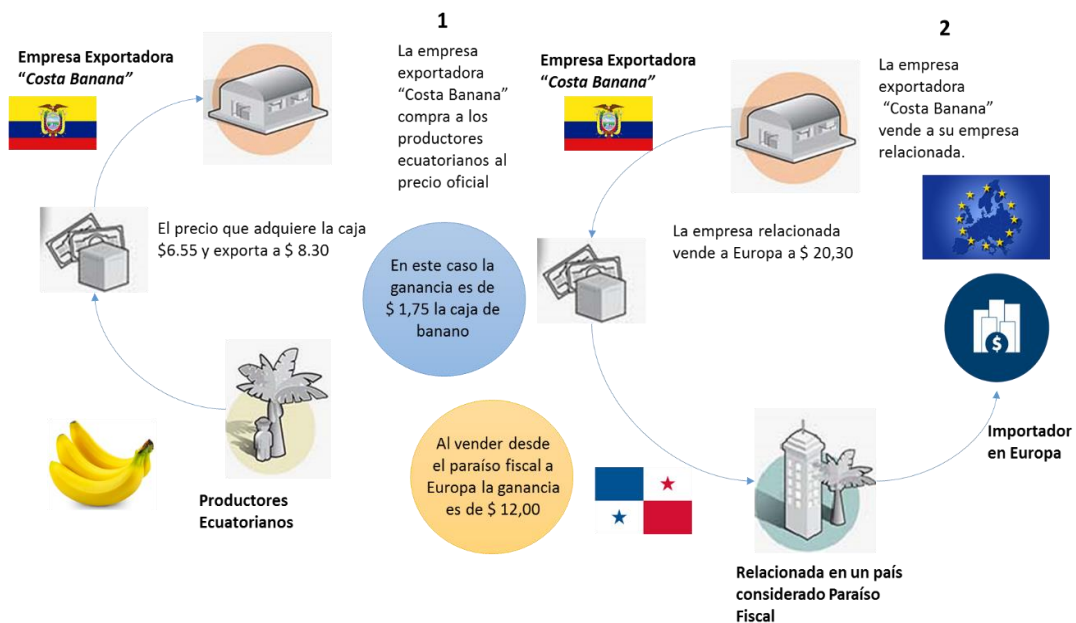 1
Empresa Exportadora
“Costa Banana”
La empresa
exportadora
“Costa Banana”
compra a los
productores
ecuatorianos al
precio oficial
El precio que adquiere la caja
$6.55 y exporta a $ 8.30
En este caso la
ganancia es de
$ 1,75 la caja de
banano
Productores
Ecuatorianos
2
Empresa Exportadora
“Costa Banana”
La empresa
exportadora
“Costa Banana”
vende a su empresa
relacionada.
La empresa relacionada
vende a Europa a $ 20,30
$
Importador
en Europa
Al vender desde
el paraíso fiscal a
Europa la ganancia
es de $ 12,00
Relacionada en un país
considerado Paraíso
Fiscal